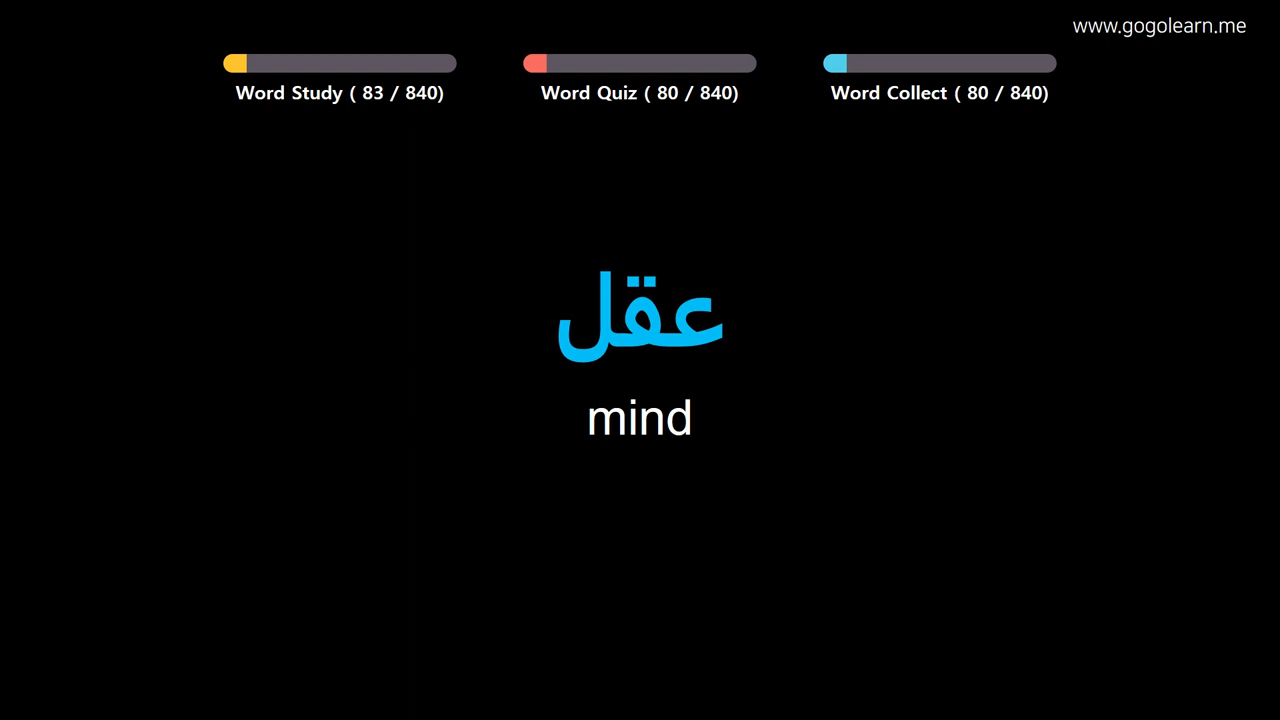 www.gogolearn.me
Word Study ( 83 / 840)
Word Quiz ( 80 / 840)
Word Collect ( 80 / 840)
عقل
mind